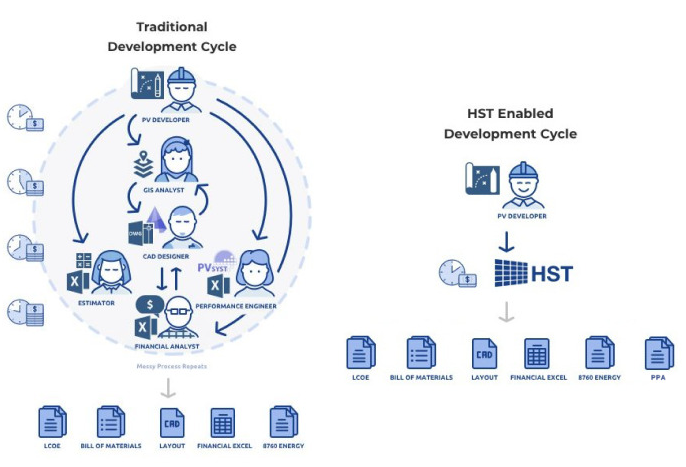 Traditional
Development Cycle
PV DEVELOPER
$
GIS ANALYST
$
DWG
CAD DESIGNER
$
PVSYST
X
X
ESTIMATOR
PERFORMANCE ENGINEER
$
$
X
FINANCIAL ANALYST
Messy Process Repeats
CAD
LCOE
BILL OF MATERIALS
LAYOUT
FINANCIAL EXCEL
8760 ENERGY
HST Enabled
Development Cycle
PV DEVELOPER
$
HST
CAD
LCOE
BILL OF MATERIALS
LAYOUT
FINANCIAL EXCEL
8760 ENERGY
PPA